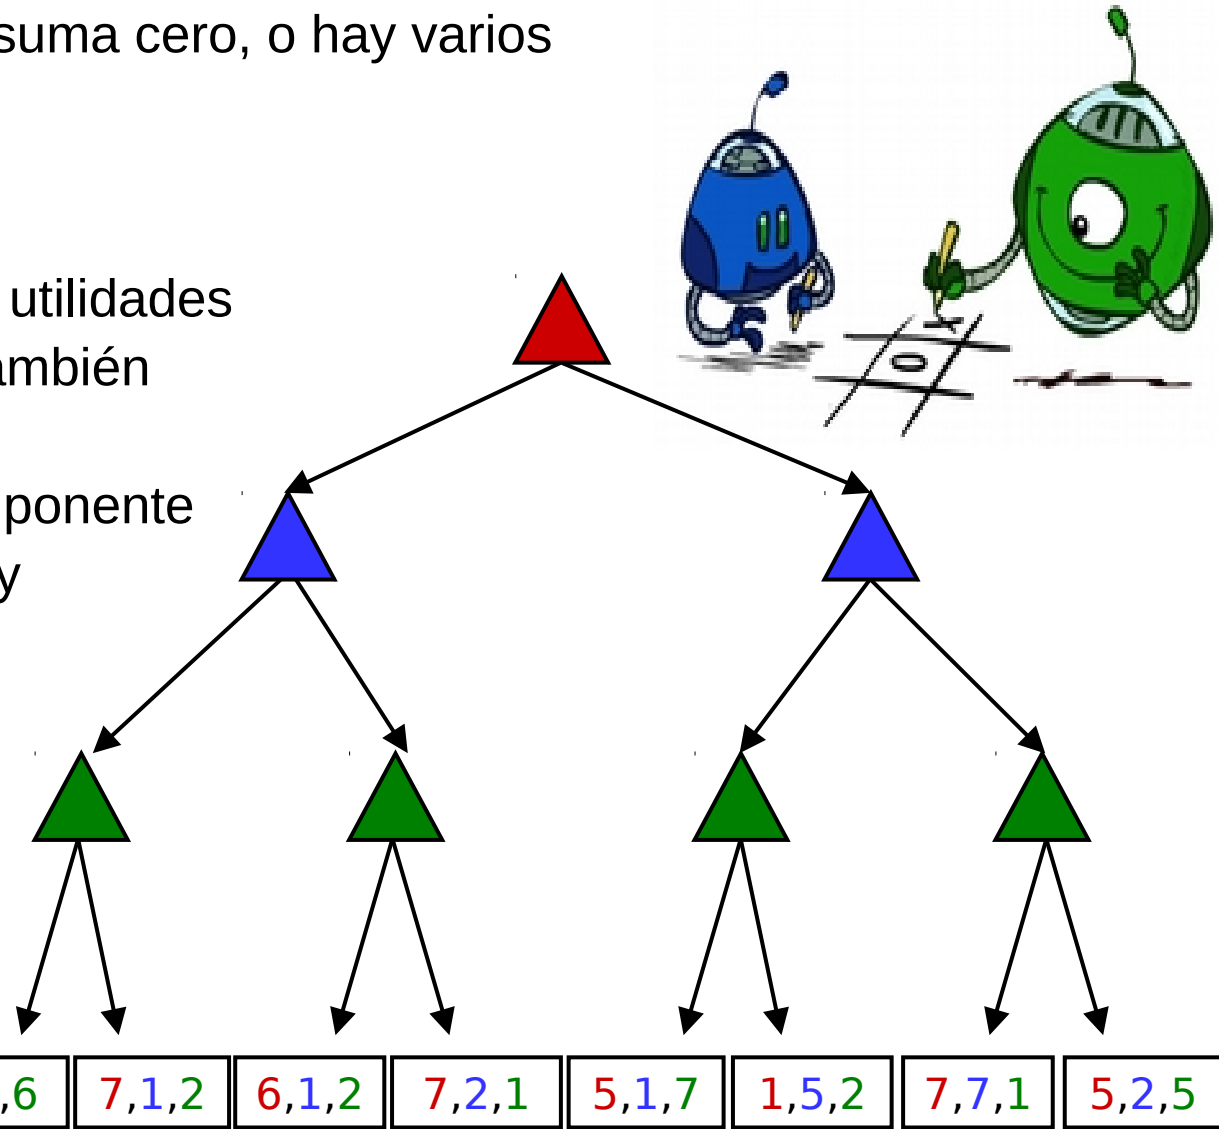 suma cero, o hay varios
utilidades
ambién
ponente
y
X
O
,6 7,1,2 6,1,2 7,2,1 5,1,7 1,5,2 7,7,1 5,2,5